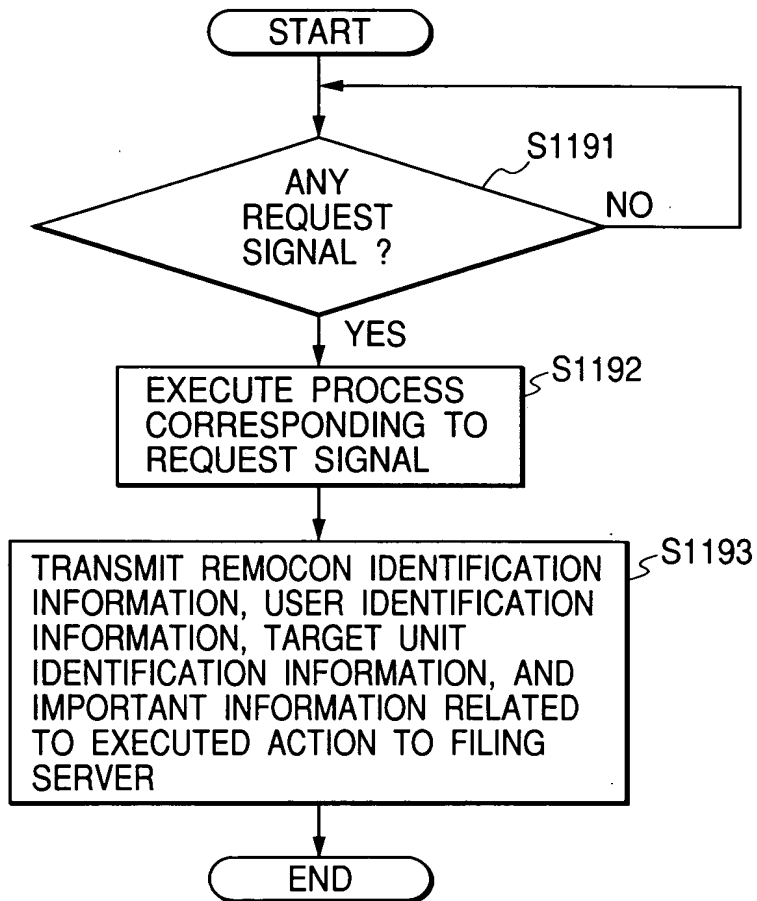 START
S1191
ANY
REQUEST
SIGNAL ?
NO
YES
S1192
EXECUTE PROCESS
CORRESPONDING TO
REQUEST SIGNAL
S1193
TRANSMIT REMOCON IDENTIFICATION
INFORMATION, USER IDENTIFICATION
INFORMATION, TARGET UNIT
IDENTIFICATION INFORMATION, AND
IMPORTANT INFORMATION RELATED
TO EXECUTED ACTION TO FILING
SERVER
END